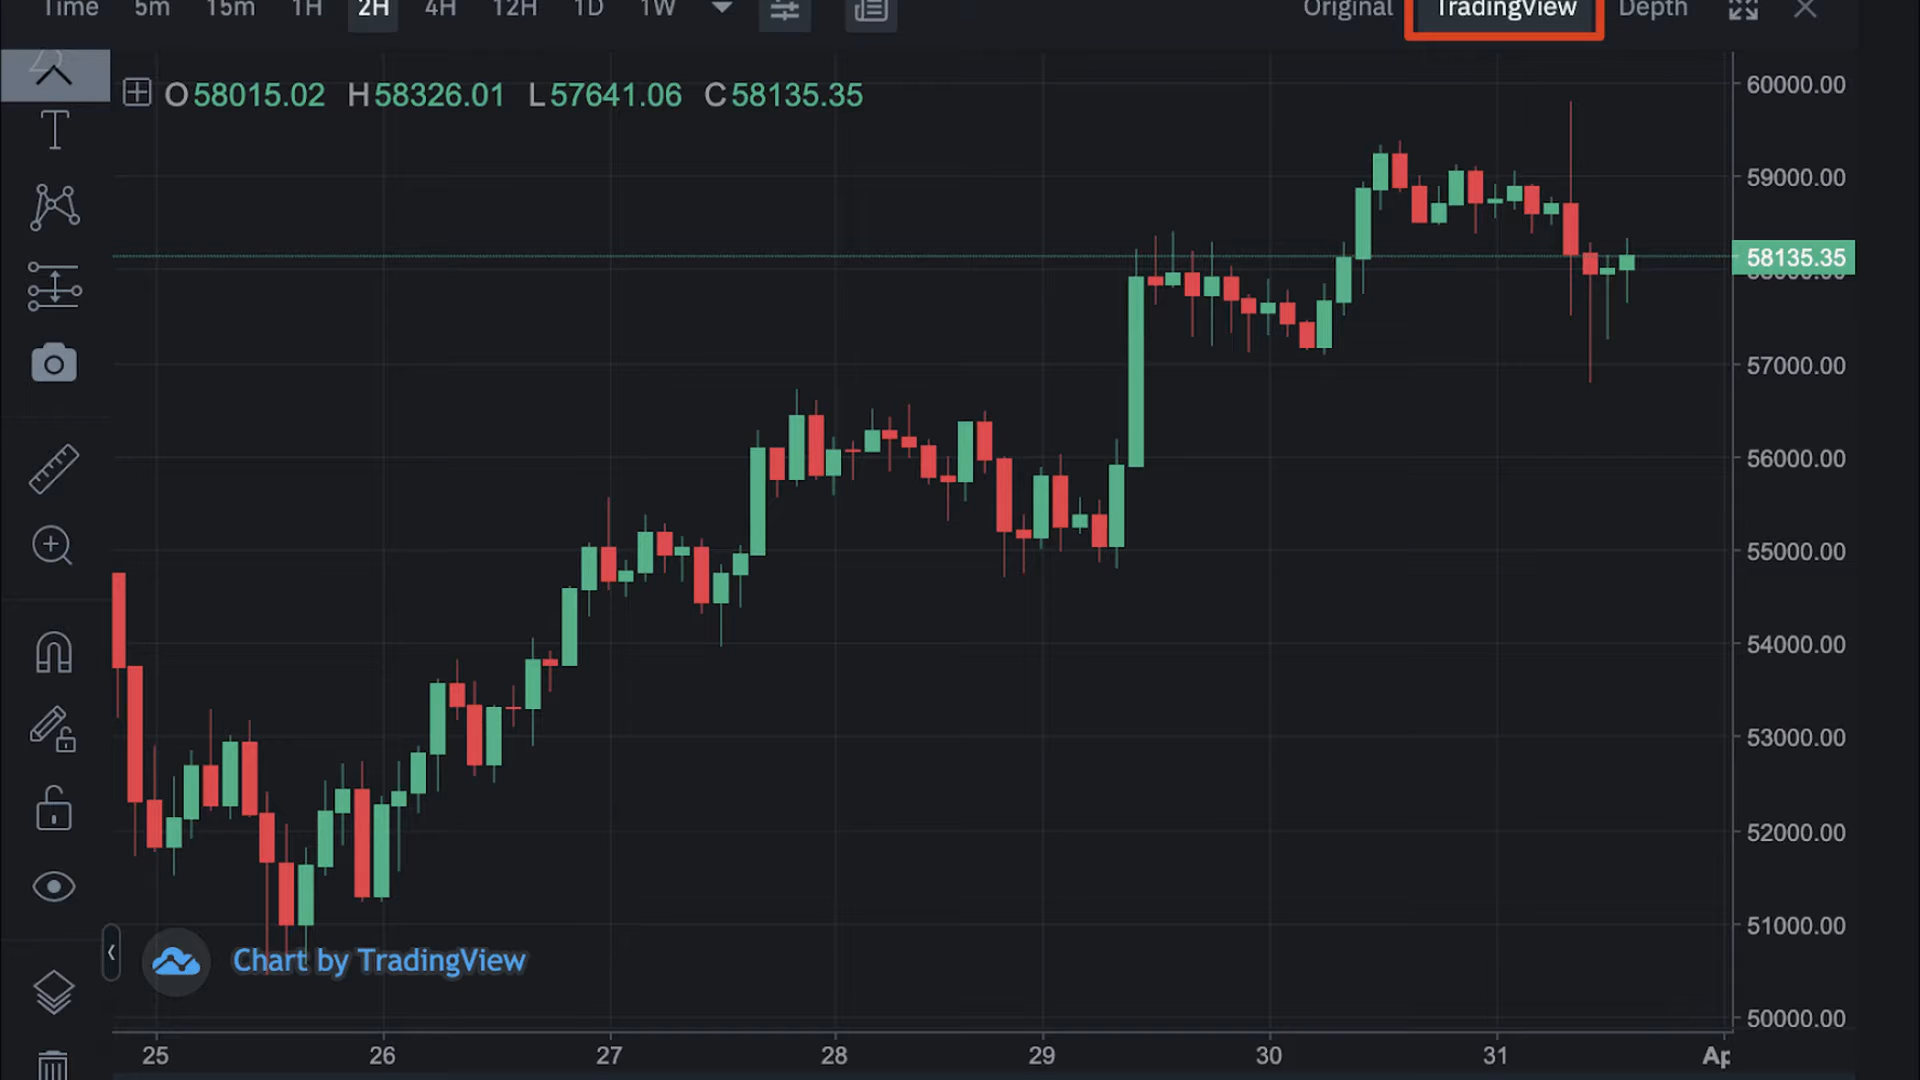 Time 5m 15m 1H 2H 4H 12H 1D 1W Original TradingView Depth
O58015.02 H58326.01 L57641.06 C58135.35
T
60000.00
59000.00
58135.35
57000.00
56000.00
55000.00
54000.00
53000.00
52000.00
51000.00
Chart by TradingView
50000.00
25 26 27 28 29 30 31 Ap